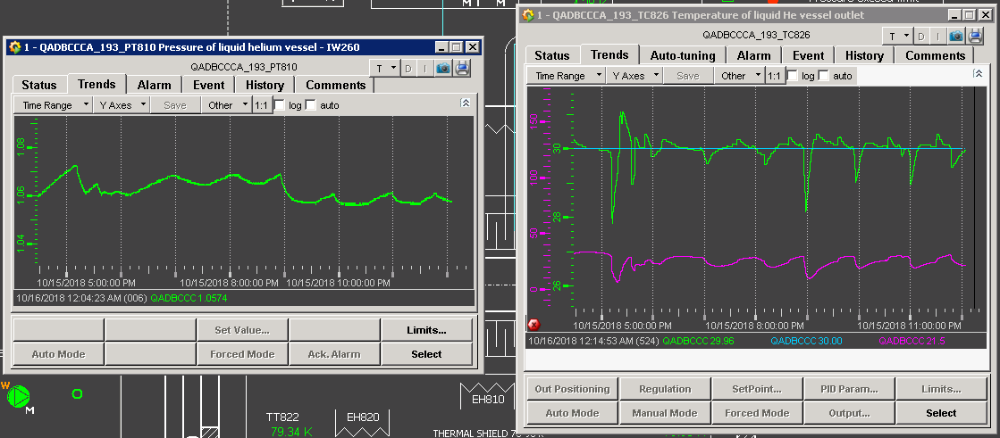 1 - QADBCCCA_193_PT810 Pressure of liquid helium vessel - IW260
QADBCCCA_193_PT810
T D I
Status Trends Alarm Event History Comments
Time Range Y Axes Save Other 1:1 log auto
1.08
1.06
1.04
10/15/2018 5:00:00 PM 10/15/2018 8:00:00 PM 10/15/2018 10:00:00 PM
10/16/2018 12:04:23 AM (006) QADBCCC 1.0574
Set Value... Limits...
Auto Mode Forced Mode Ack. Alarm Select
1 - QADBCCCA_193_TC826 Temperature of liquid He vessel outlet
QADBCCCA_193_TC826
T D I
Status Trends Auto-tuning Alarm Event History Comments
Time Range Y Axes Save Other 1:1 log auto
150
100
50
0
30
28
26
10/15/2018 5:00:00 PM 10/15/2018 8:00:00 PM 10/15/2018 11:00:00 PM
10/16/2018 12:14:53 AM (524) QADBCCC 29.96 QADBCCC 30.00 QADBCCC 21.5
Out Positioning Regulation SetPoint... PID Param... Limits...
Auto Mode Manual Mode Forced Mode Output... Select
W
M
TT822
79.34 K
EH820
EH810
THERMAL SHIELD